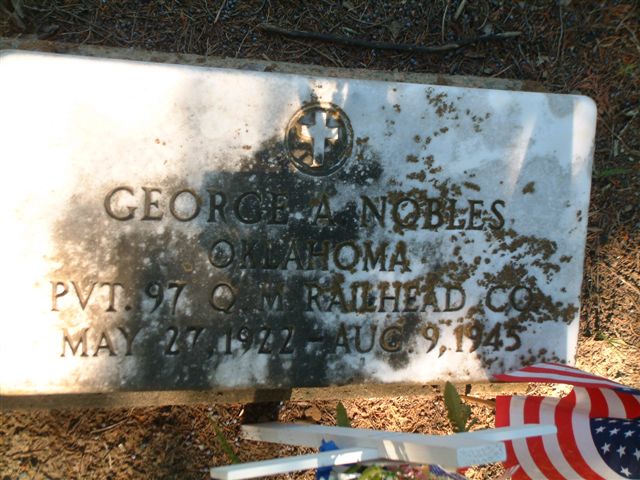 GEORGE A NOBLES
OKLAHOMA
PVT. 97 Q M RAILHEAD CO
MAY 27, 1922 – AUG. 9, 1945